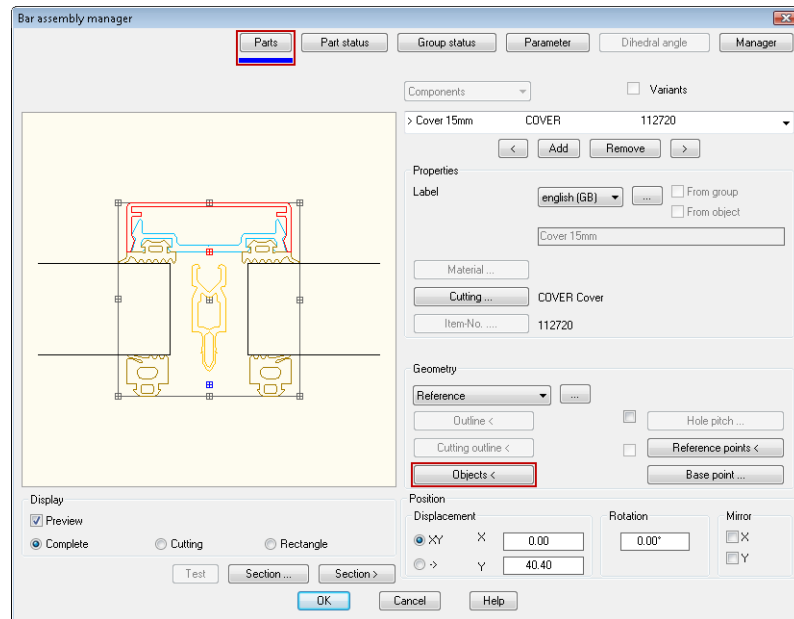 Bar assembly manager
Parts Part status Group status Parameter Dihedral angle Manager
Components Variants
> Cover 15mm COVER 112720
< Add Remove >
Properties
Label english (GB) ... From group
From object
Cover 15mm
Material ...
Cutting ... COVER Cover
Item-No. .... 112720
Geometry
Reference ...
Outline < Hole pitch ...
Cutting outline < Reference points <
Objects < Base point ...
Display
Preview
Complete Cutting Rectangle
Test Section ... Section >
Position
Displacement Rotation Mirror
XY X 0.00 0.00° X
-> Y 40.40 Y
OK Cancel Help